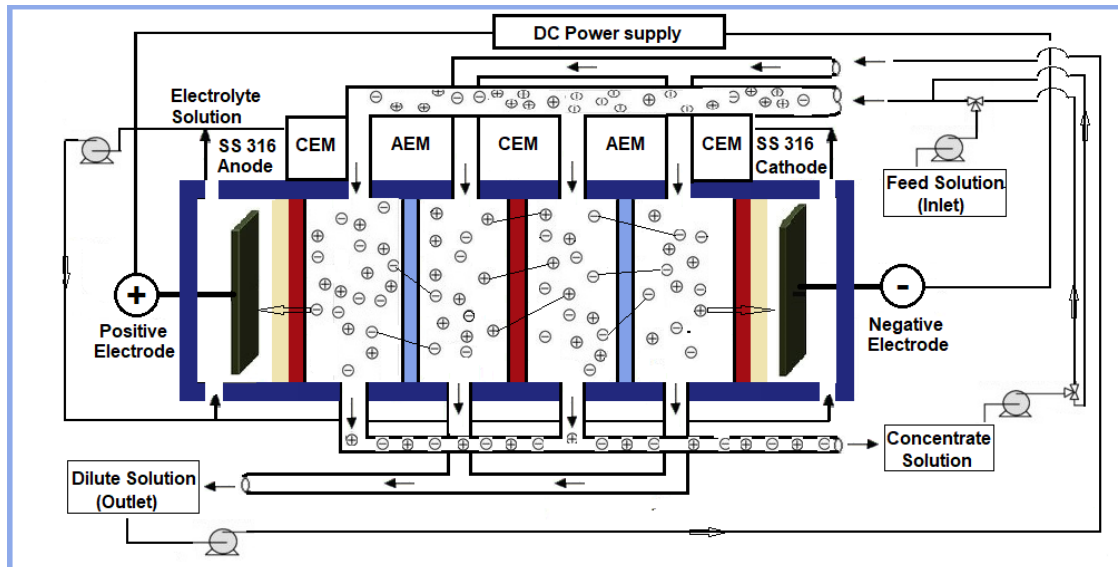 DC Power supply
Electrolyte
Solution
SS 316
Anode
CEM
AEM
CEM
AEM
CEM
SS 316
Cathode
Feed Solution
(Inlet)
+
Positive
Electrode
-
Negative
Electrode
Concentrate
Solution
Dilute Solution
(Outlet)